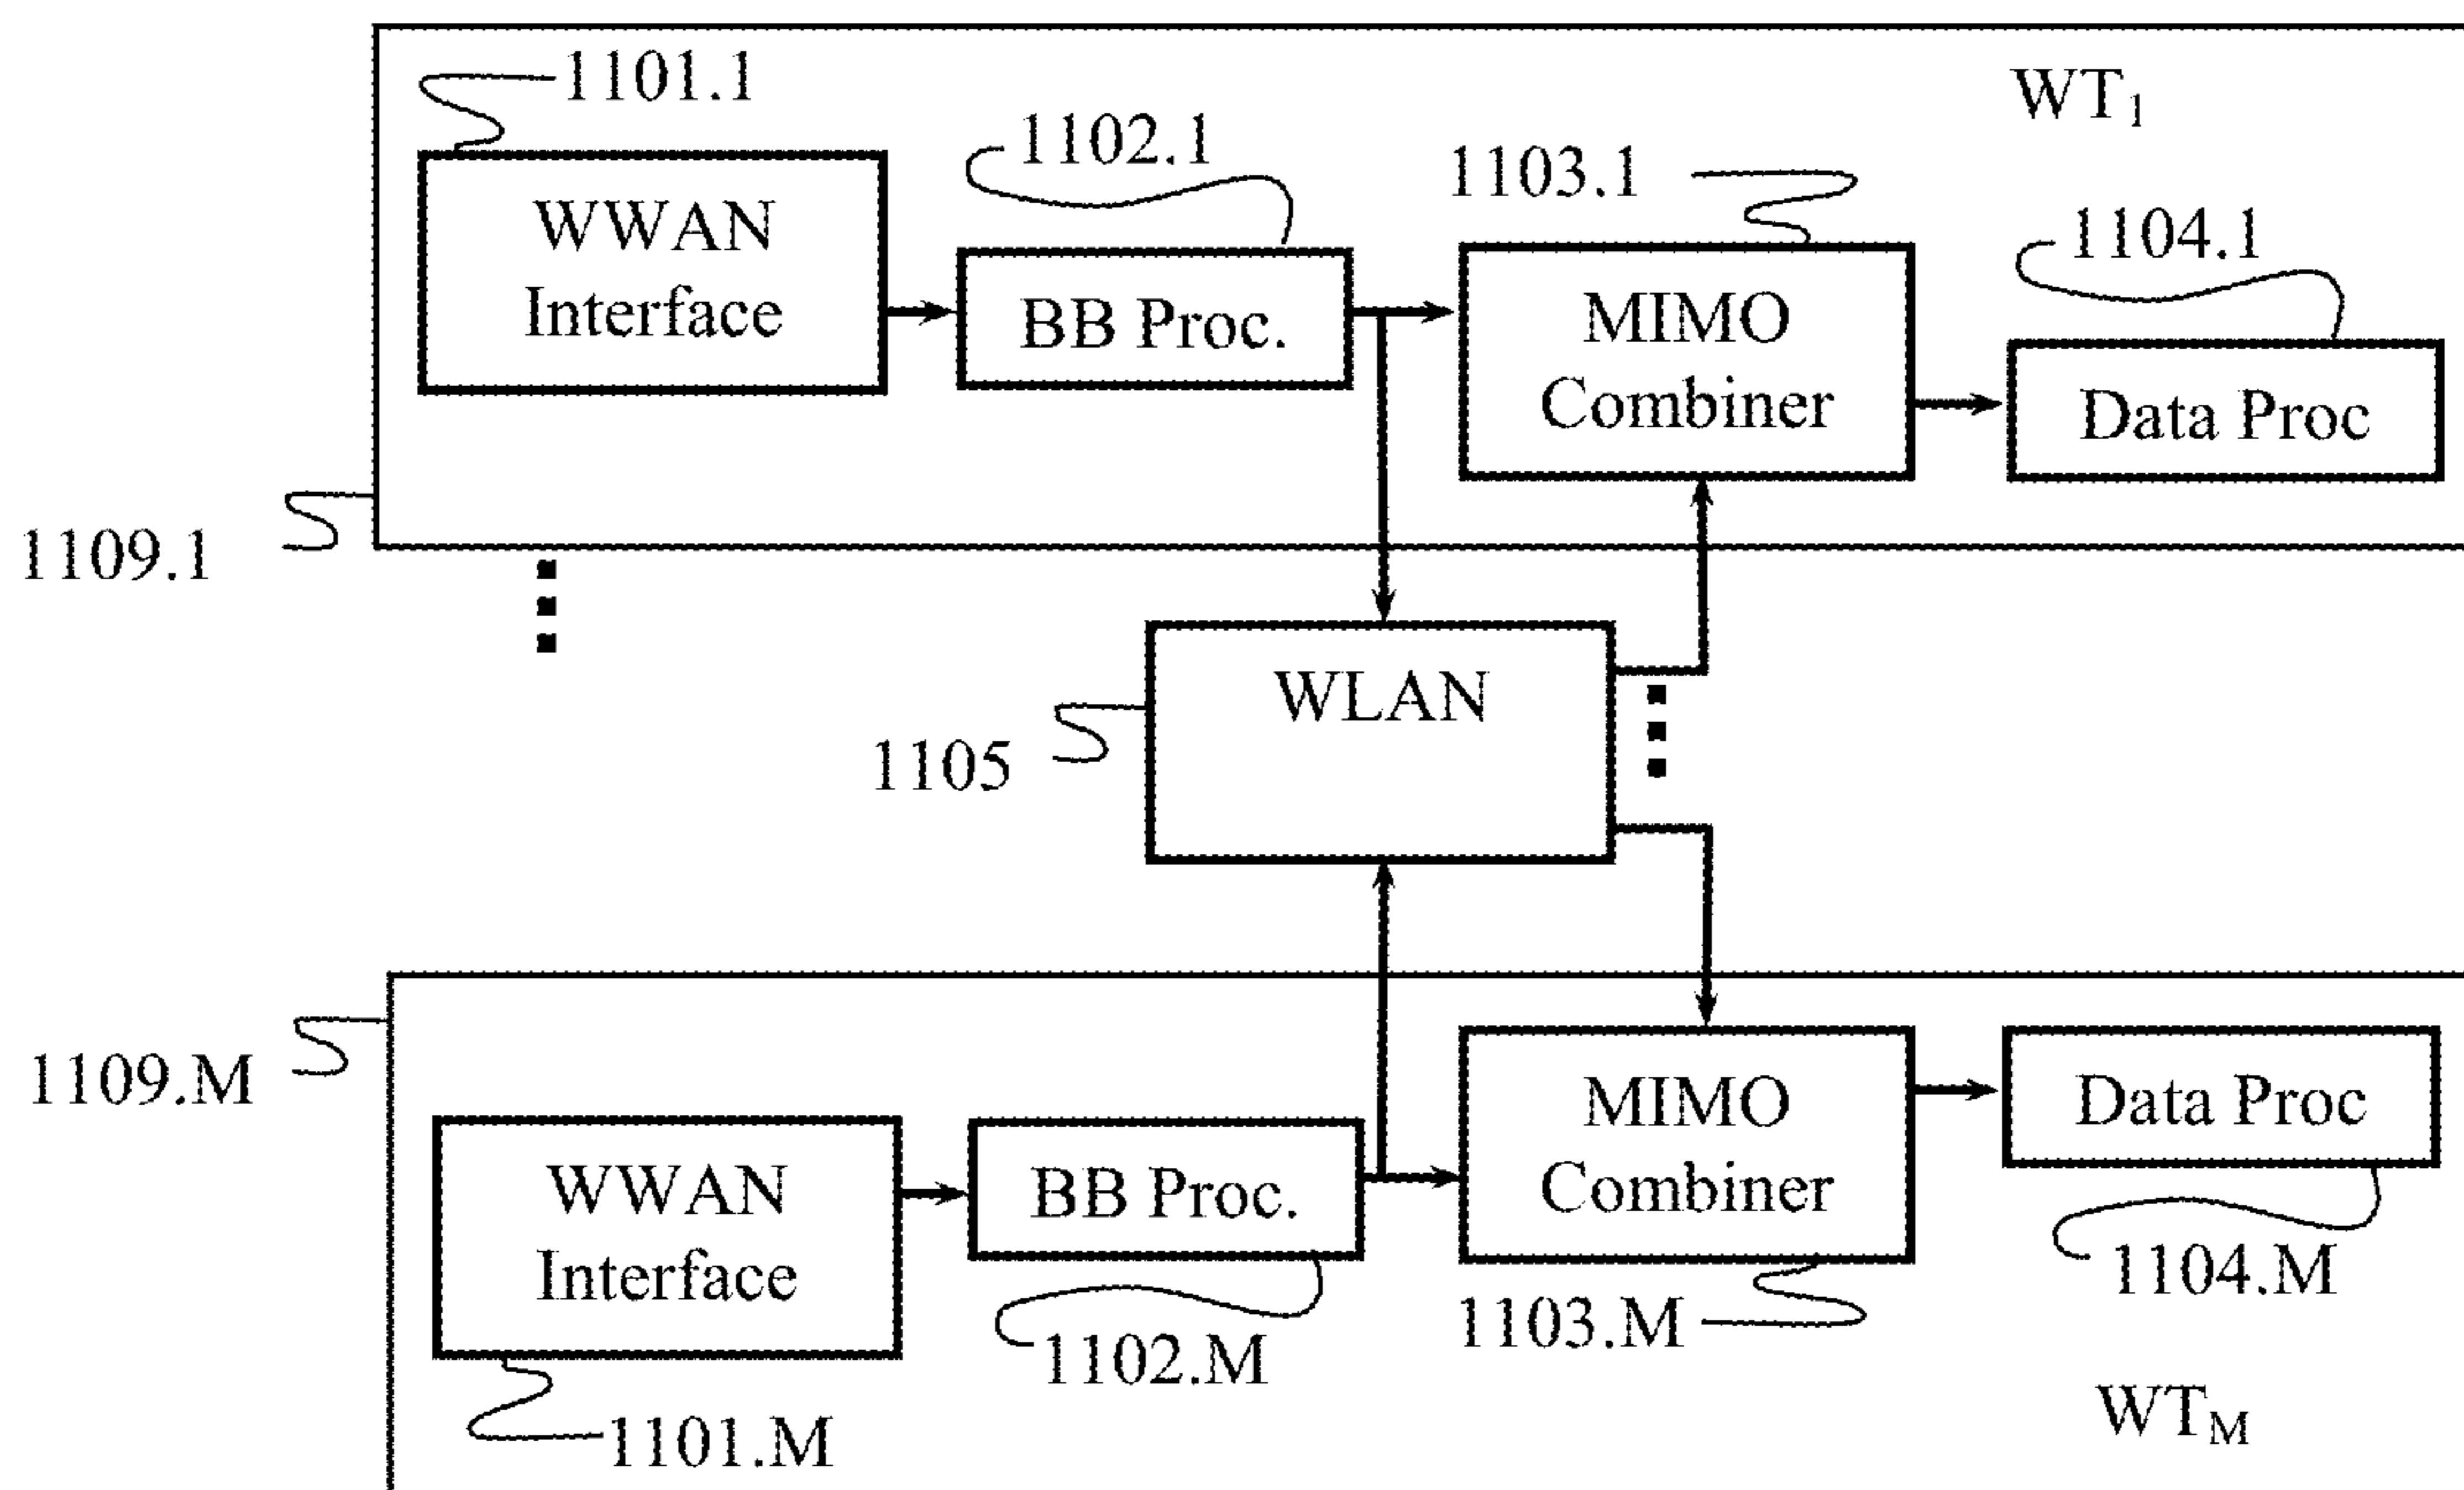 1101.1
WT1
1102.1
1103.1
1104.1
WWAN
Interface
BB Proc.
MIMO
Combiner
Data Proc
1109.1
WLAN
1105
1109.M
WWAN
Interface
BB Proc.
MIMO
Combiner
Data Proc
1104.M
1103.M
1102.M
1101.M
WTM